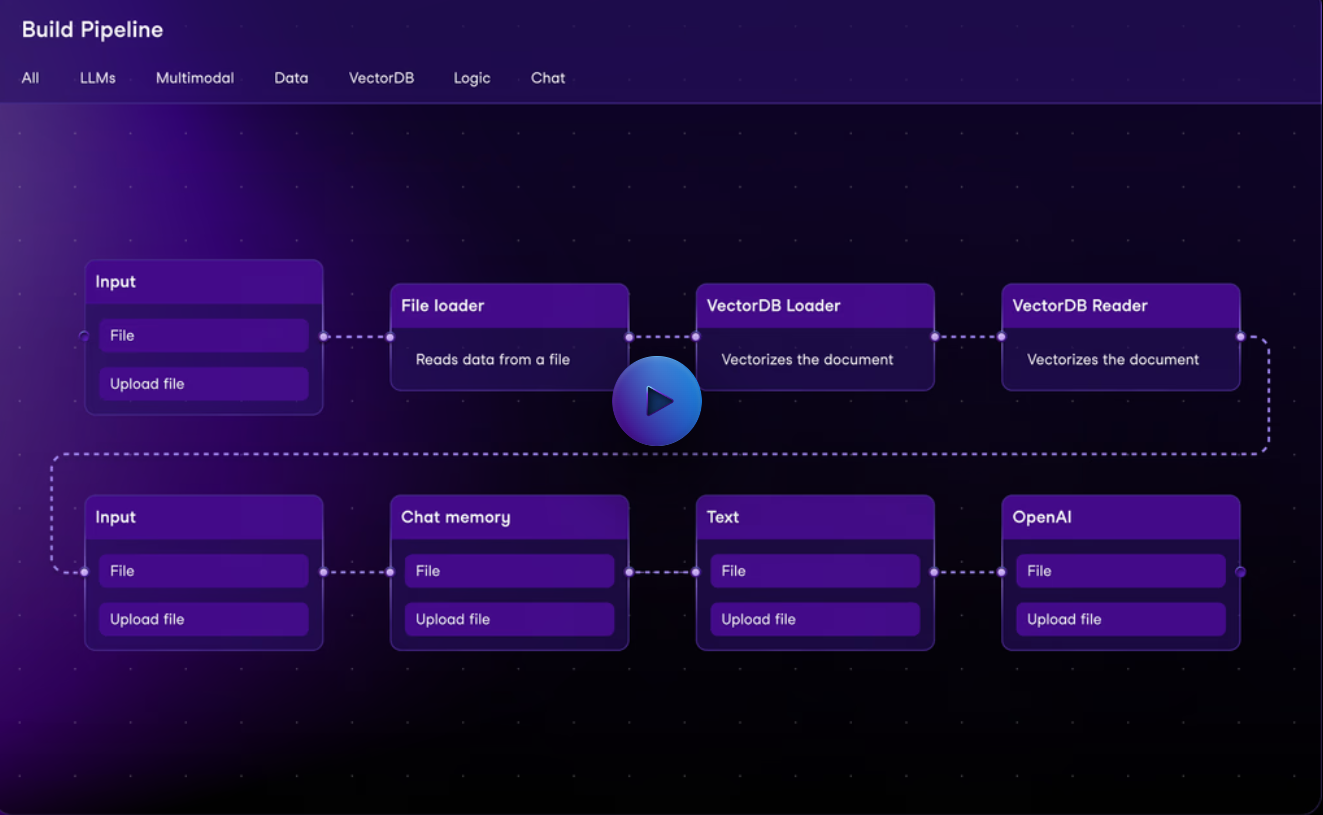 Build Pipeline
All LLMs Multimodal Data VectorDB Logic Chat
Input
File
Upload file
File loader
Reads data from a file
VectorDB Loader
Vectorizes the document
VectorDB Reader
Vectorizes the document
Input
File
Upload file
Chat memory
File
Upload file
Text
File
Upload file
OpenAI
File
Upload file